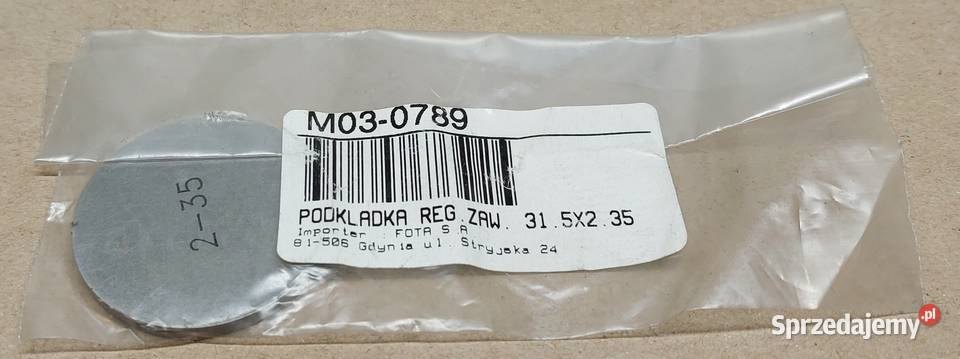 M03-0789
PODKLADKA REG.ZAW. 31.5X2.35
Importer : FOTA S.A
81-506 Gdynia ul. Stryjska 24
2-35
Sprzedajemy.pl